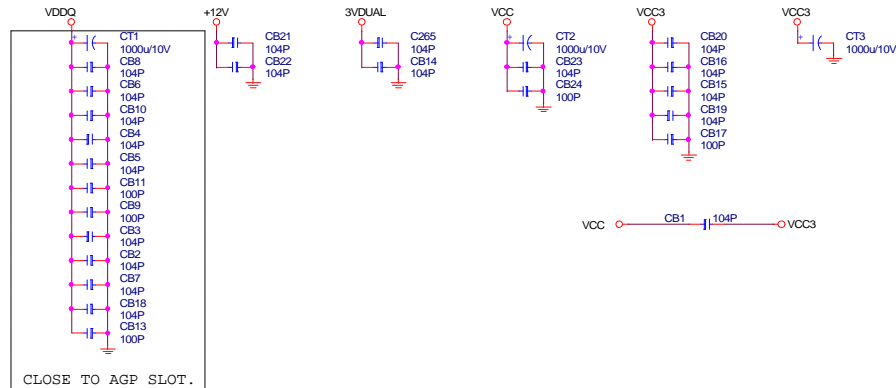 VDDQ
+
CT1
1000u/10V
CB8
104P
CB6
104P
CB10
104P
CB4
104P
CB5
104P
CB11
100P
CB9
100P
CB3
104P
CB2
104P
CB7
104P
CB18
104P
CB13
100P
CLOSE TO AGP SLOT.
+12V
CB21
104P
CB22
104P
3VDUAL
C265
104P
CB14
104P
VCC
+
CT2
1000u/10V
CB23
104P
CB24
100P
VCC3
CB20
104P
CB16
104P
CB15
104P
CB19
104P
CB17
100P
VCC3
+
CT3
1000u/10V
VCC CB1 104P VCC3